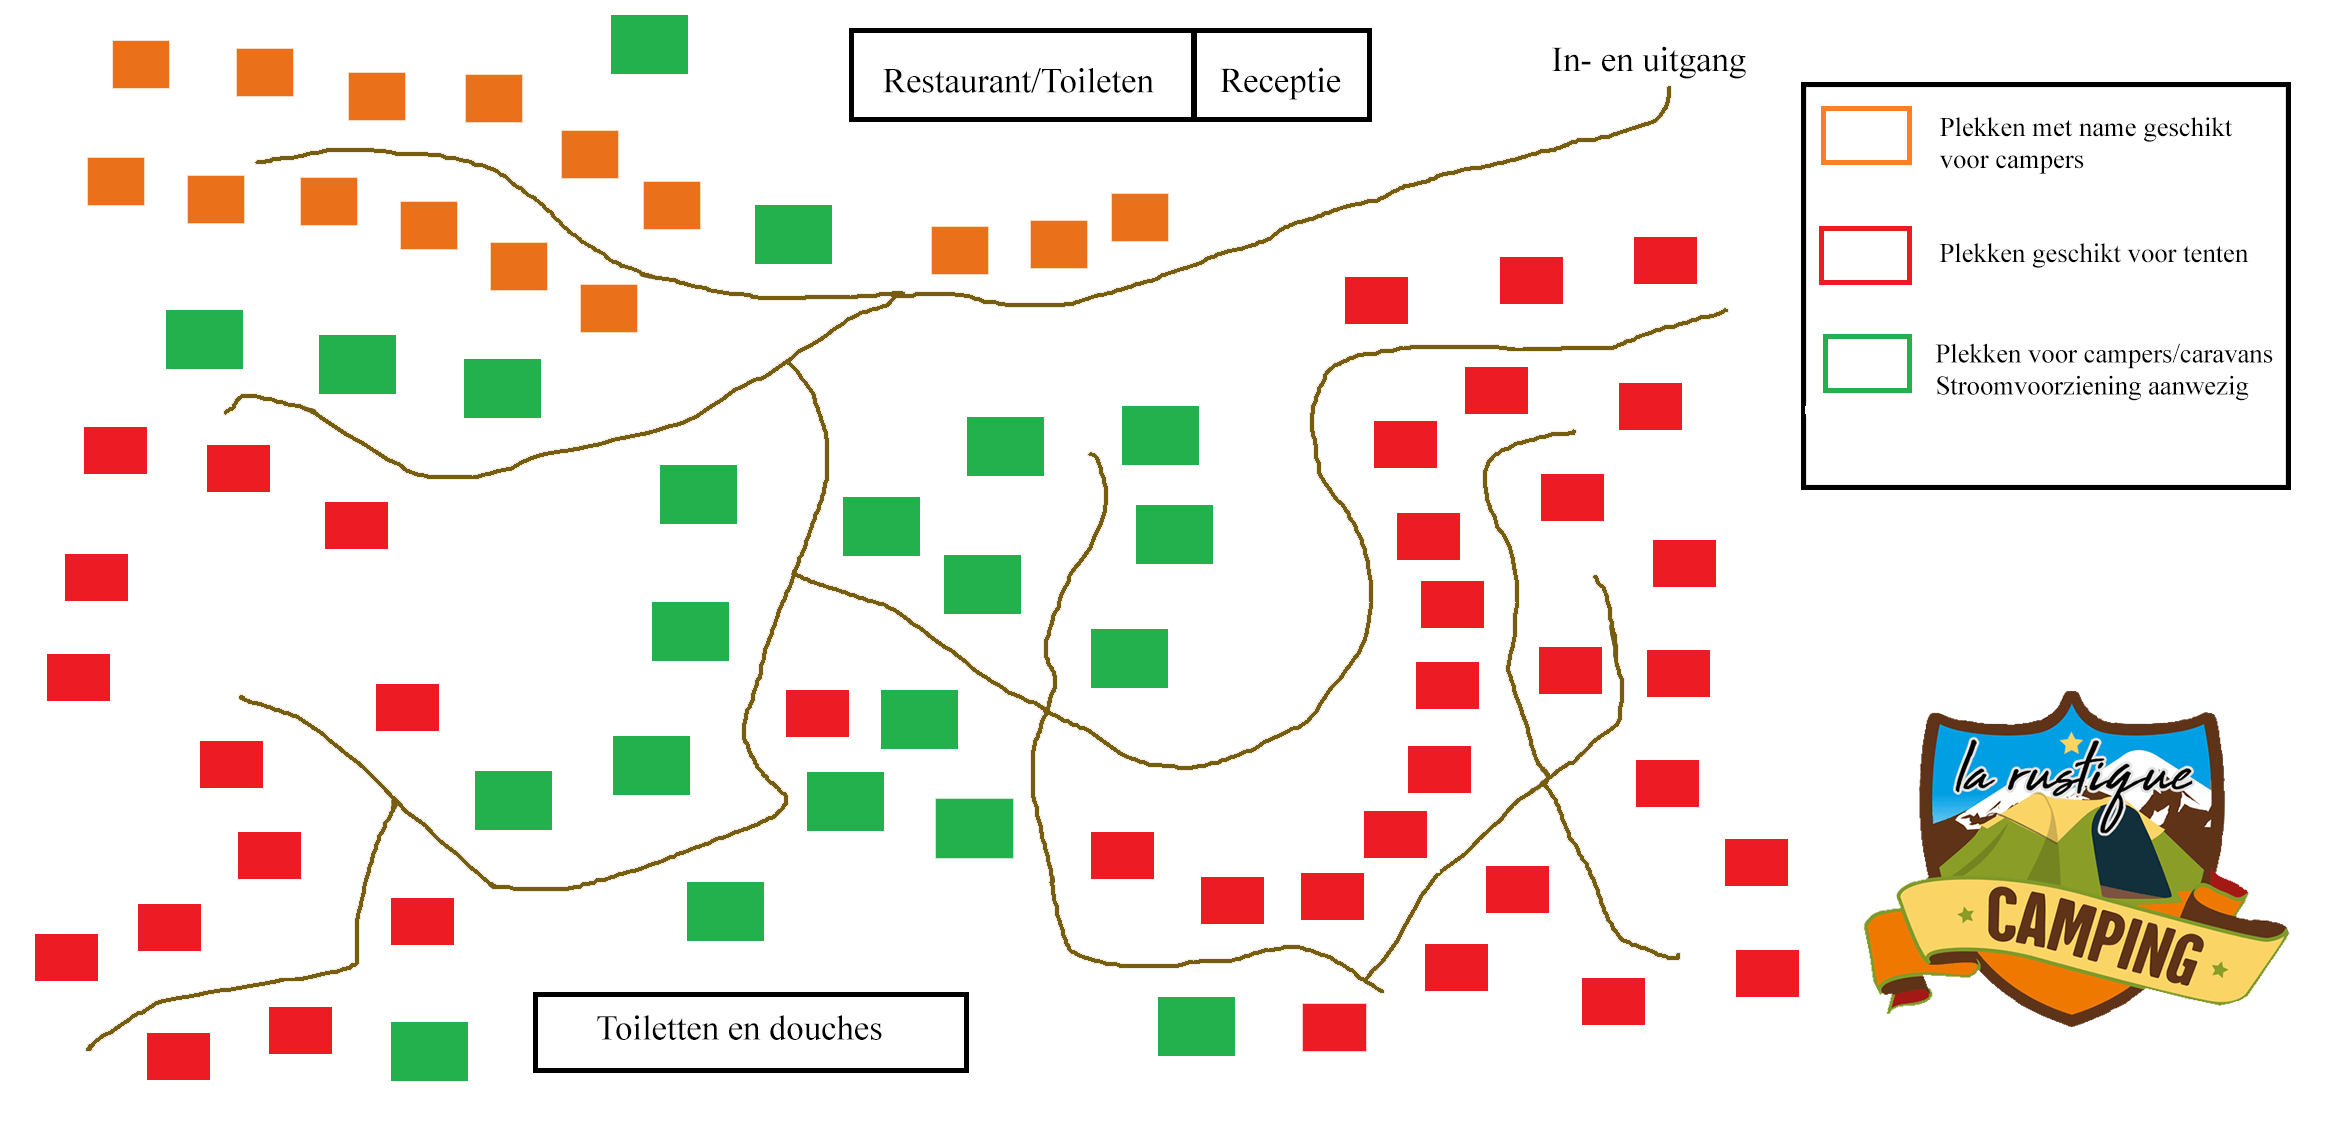 Restaurant/Toileten
Receptie
In- en uitgang
Plekken met name geschikt
voor campers
Plekken geschikt voor tenten
Plekken voor campers/caravans
Stroomvoorziening aanwezig
la rustique
CAMPING
Toiletten en douches